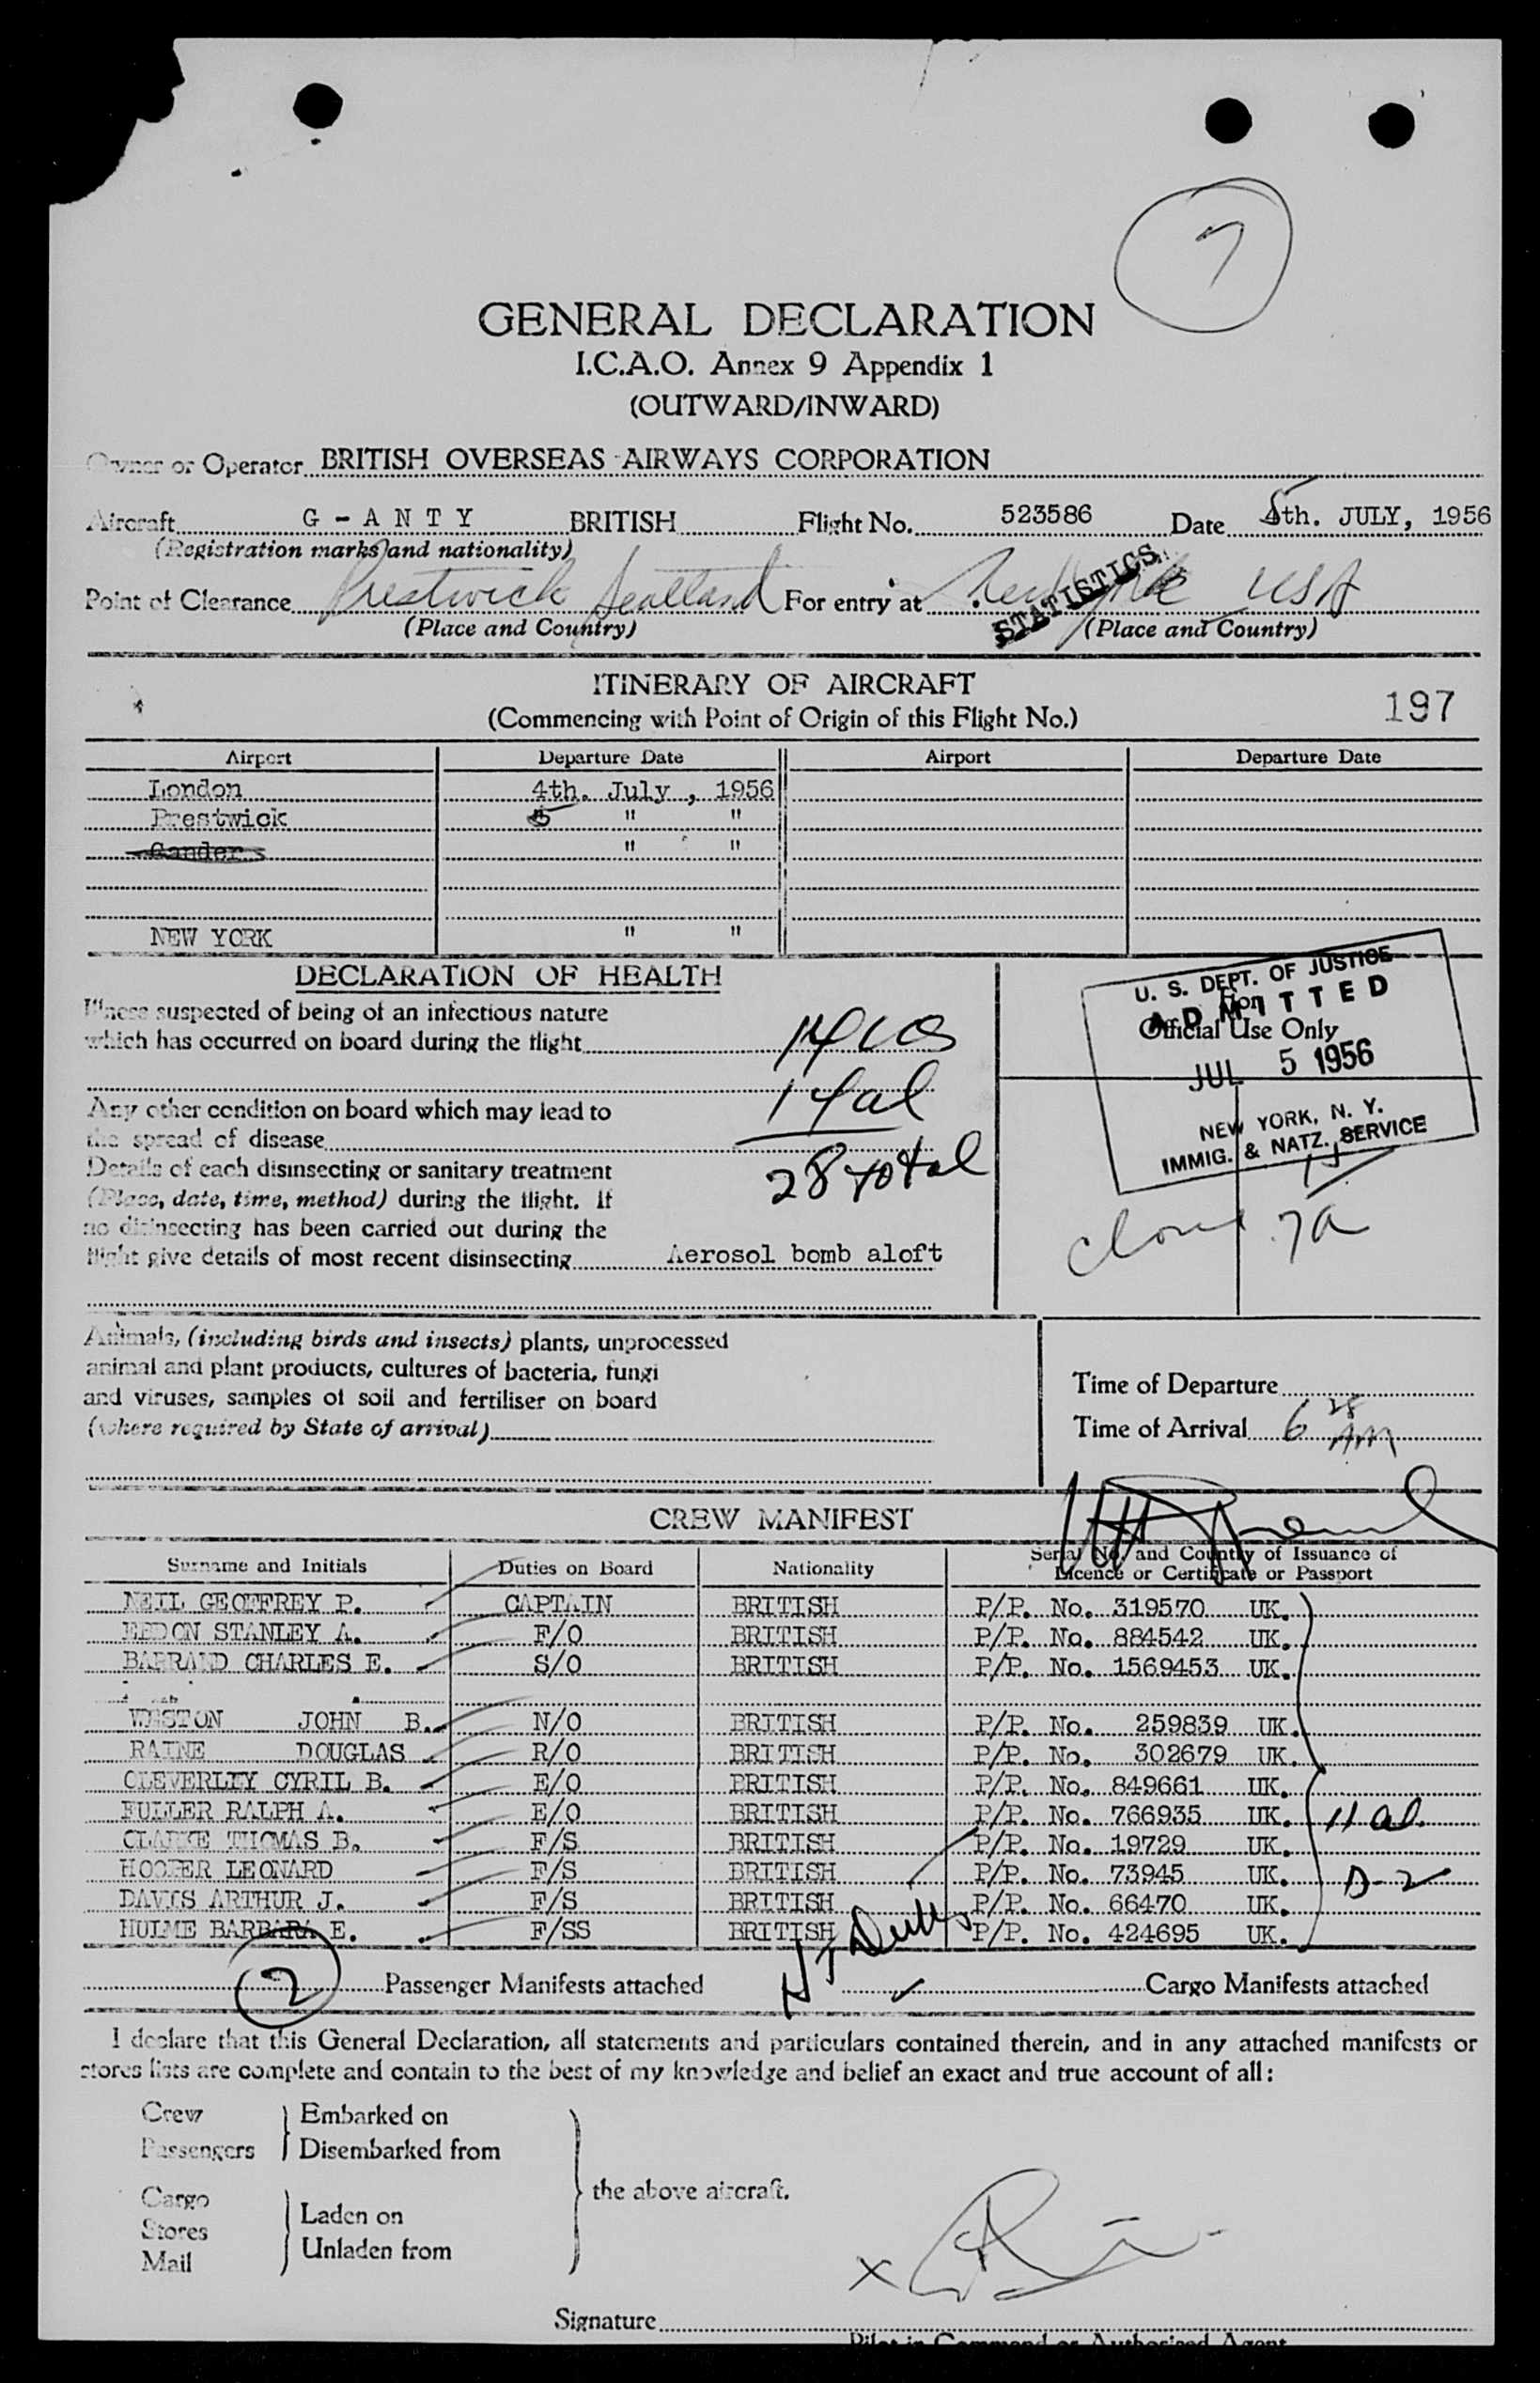 7
GENERAL DECLARATION
I.C.A.O. Annex 9 Appendix 1
(OUTWARD/INWARD)
Owner or Operator BRITISH OVERSEAS AIRWAYS CORPORATION
Aircraft G - A N T Y BRITISH Flight No. 523586 Date 5th. JULY, 1956
(Registration marks and nationality)
Point of Clearance Prestwick Scotland For entry at New York USA
STATISTICS
(Place and Country) (Place and Country)
ITINERARY OF AIRCRAFT
(Commencing with Point of Origin of this Flight No.) 197
Airport Departure Date Airport Departure Date
London 4th. July , 1956
Prestwick 5 " "
Gander " "
NEW YORK " "
DECLARATION OF HEALTH
Illness suspected of being of an infectious nature
which has occurred on board during the flight 14 US
14 al
Any other condition on board which may lead to
the spread of disease
28 total
Details of each disinsecting or sanitary treatment
(Place, date, time, method) during the flight. If
no disinsecting has been carried out during the
flight give details of most recent disinsecting Aerosol bomb aloft
For
Official Use Only
U. S. DEPT. OF JUSTICE
ADMITTED
JUL 5 1956
NEW YORK, N. Y.
IMMIG. & NATZ. SERVICE
7a
Animals, (including birds and insects) plants, unprocessed
animal and plant products, cultures of bacteria, fungi
and viruses, samples of soil and fertiliser on board
(where required by State of arrival)
Time of Departure
Time of Arrival 6 28 AM
CREW MANIFEST
Surname and Initials Duties on Board Nationality Serial No. and Country of Issuance of
Licence or Certificate or Passport
NEIL GEOFFREY P. CAPTAIN BRITISH P/P. No. 319570 UK.
EDDON STANLEY A. F/O BRITISH P/P. No. 884542 UK.
BARRAND CHARLES E. S/O BRITISH P/P. No. 1569453 UK.
WESTON JOHN B. N/O BRITISH P/P. No. 259839 UK.
RAINE DOUGLAS R/O BRITISH P/P. No. 302679 UK.
CLEVERLEY CYRIL B. E/O BRITISH P/P. No. 849661 UK.
FULLER RALPH A. E/O BRITISH P/P. No. 766935 UK. 11 al.
CLARKE THOMAS B. F/S BRITISH P/P. No. 19729 UK.
HOOPER LEONARD F/S BRITISH P/P. No. 73945 UK. D-2
DAVIS ARTHUR J. F/S BRITISH P/P. No. 66470 UK.
HULME BARBARA E. F/SS BRITISH P/P. No. 424695 UK.
2 Passenger Manifests attached Cargo Manifests attached
I declare that this General Declaration, all statements and particulars contained therein, and in any attached manifests or
stores lists are complete and contain to the best of my knowledge and belief an exact and true account of all:
Crew Embarked on
Passengers Disembarked from
the above aircraft.
Cargo
Stores Laden on
Mail Unladen from
X
Signature
Pilot in Command or Authorised Agent